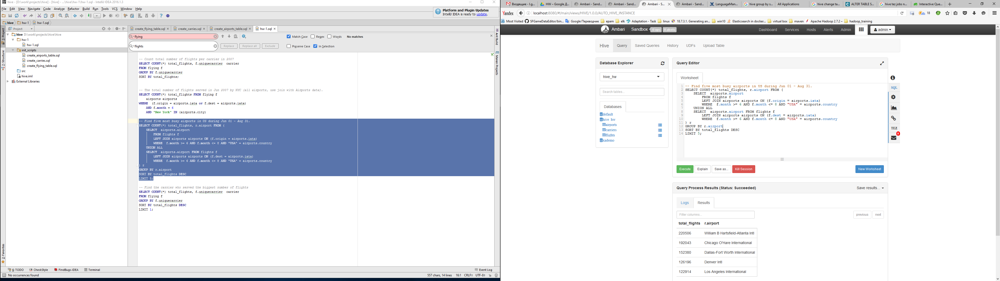 hive - [D:\work\projects\hive] - [hive] - ...\hive\hw-1\hw-1.sql - IntelliJ IDEA 2016.1.3
File Edit View Navigate Code Analyze Refactor Build Run Tools VCS Window Help
Platform and Plugin Updates
IntelliJ IDEA is ready to update.
hive hw-1 hw-1.sql
Project
hive D:\work\projects\hive\hive
hw-1
hw-1.sql
init_scripts
create_airports_table.sql
create_carries.sql
create_flying_table.sql
src
hive.iml
External Libraries
1: Project
7: Structure
2: Favorites
create_flying_table.sql create_carries.sql create_airports_table.sql hw-1.sql
flying Match Case Regex Words No matches
flights Replace Replace all Exclude Preserve Case In Selection
-- Count total number of flights per carrier in 2007
SELECT COUNT(*) total_flights, f.uniquecarrier carrier
FROM flying f
GROUP BY f.uniquecarrier
SORT BY total_flights;
-- The total number of flights served in Jun 2007 by NYC (all airports, use join with Airports data).
SELECT COUNT(*) total_flights FROM flying f
airports airports
WHERE (f.origin = airports.iata or f.dest = airports.iata)
AND f.month = 6
AND "New York" IN (airports.city)
-- Find five most busy airports in US during Jun 01 - Aug 31.
SELECT COUNT(*) total_flights, r.airport FROM (
SELECT airports.airport
FROM flights f
LEFT JOIN airports airports ON (f.origin = airports.iata)
WHERE f.month >= 6 AND f.month <= 8 AND "USA" = airports.country
UNION ALL
SELECT airports.airport FROM flights f
LEFT JOIN airports airports ON (f.dest = airports.iata)
WHERE f.month >= 6 AND f.month <= 8 AND "USA" = airports.country
) r
GROUP BY r.airport
SORT BY total_flights DESC
LIMIT 5;
-- Find the carrier who served the biggest number of flights
SELECT COUNT(*) total_flights, f.uniquecarrier carrier
FROM flying f
GROUP BY f.uniquecarrier
SORT BY total_flights DESC
LIMIT 1;
Ant Build
Maven Projects
6: TODO CheckStyle FindBugs-IDEA Terminal Event Log
No occurrences found 557 chars, 14 lines 16:1 CRLF UTF-8
Входящие - l.g... HW – Google Д... Ambari - Sand... Ambari - Sand... Ambari - S... Ambari - Sand... LanguageMan... hive group by s... All Applications hive change ta... ALTER TABLE S... hive tez jobs n... Interactive Que...
Yandex localhost:8080/#/main/views/HIVE/1.0.0/AUTO_HIVE_INSTANCE 18
Most Visited SFGameDataEditor/bin... Google Переводчик epam elk Adaptation - Task linux 18.7.3.1. Generating an... win10 Elasticsearch in docker... virtual box maven Apache Hadoop 2.7.2 – hadoop_training
Ambari Sandbox 0 ops 0 alerts Dashboard Services Hosts Alerts Admin admin
Hive Query Saved Queries History UDFs Upload Table
Database Explorer
hive_hw
Search tables...
Databases
default
hive_hw
airports
carriers
flights
xademo
Query Editor
Worksheet
1 -- Find five most busy airports in US during Jun 01 - Aug 31.
2 SELECT COUNT(*) total_flights, r.airport FROM (
3 SELECT airports.airport
4 FROM flights f
5 LEFT JOIN airports airports ON (f.origin = airports.iata)
6 WHERE f.month >= 6 AND f.month <= 8 AND "USA" = airports.country
7 UNION ALL
8 SELECT airports.airport FROM flights f
9 LEFT JOIN airports airports ON (f.dest = airports.iata)
10 WHERE f.month >= 6 AND f.month <= 8 AND "USA" = airports.country
11 ) r
12 GROUP BY r.airport
13 SORT BY total_flights DESC
14 LIMIT 5;
SQL
TEZ
9
Execute Explain Save as... Kill Session New Worksheet
Query Process Results (Status: Succeeded) Save results...
Logs Results
Filter columns... previous next
total_flights r.airport
220506 William B Hartsfield-Atlanta Intl
192043 Chicago O'Hare International
152380 Dallas-Fort Worth International
126196 Denver Intl
122914 Los Angeles International